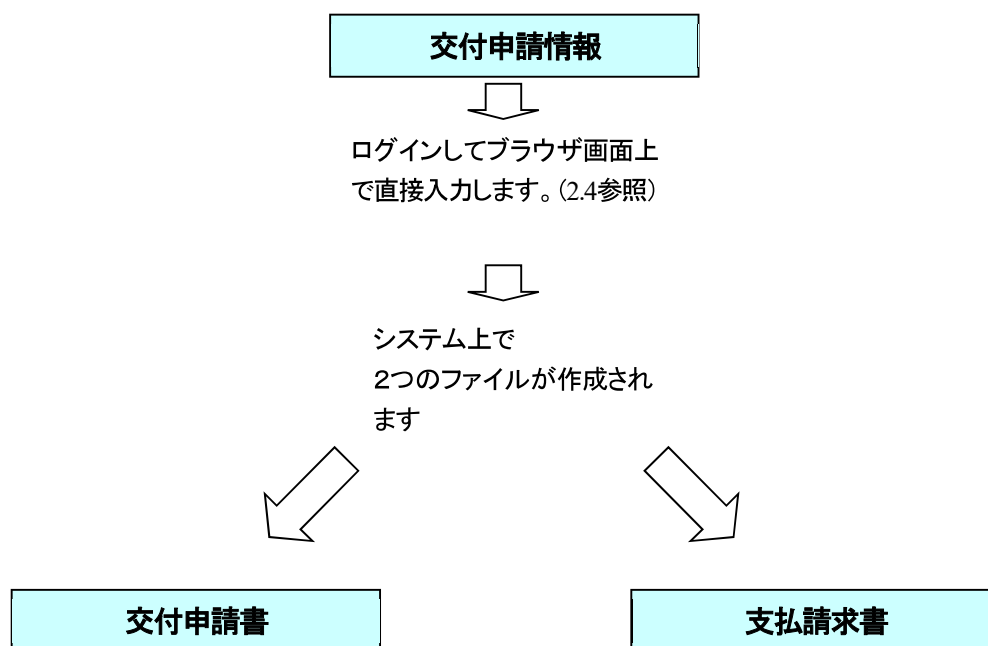 交付申請情報
ログインしてブラウザ画面上
で直接入力します。（2.4参照）
システム上で
２つのファイルが作成され
ます
交付申請書
支払請求書